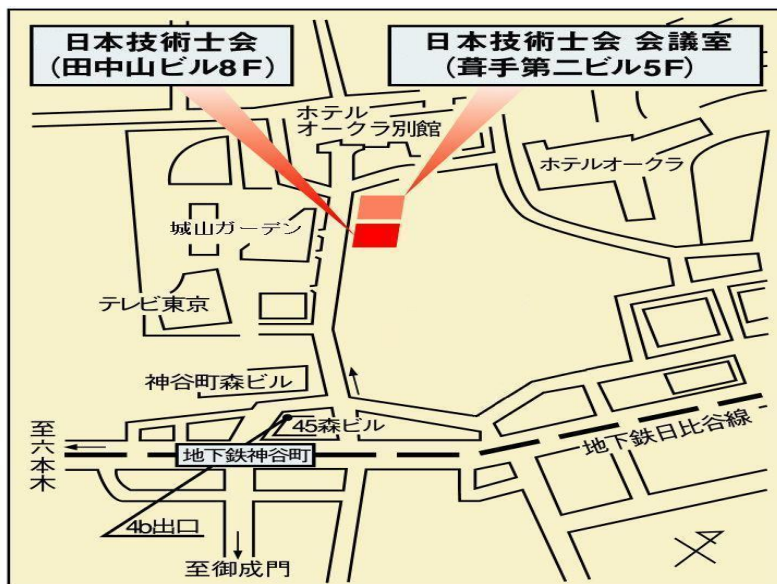 日本技術士会
(田中山ビル8F)
日本技術士会 会議室
(葺手第二ビル5F)
ホテル
オークラ別館
ホテルオークラ
城山ガーデン
テレビ東京
神谷町森ビル
45森ビル
至六本木
地下鉄神谷町
地下鉄日比谷線
4b出口
至御成門